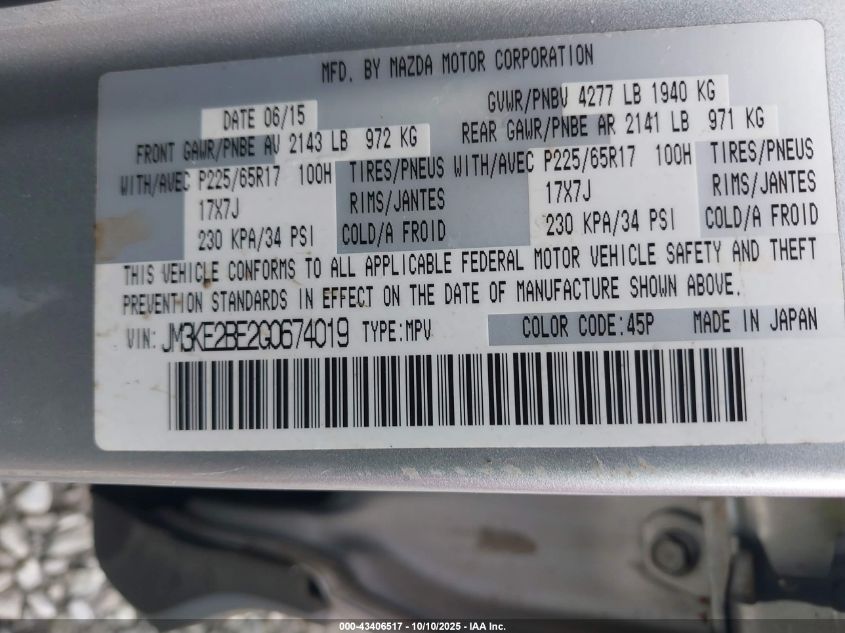 MFD. BY MAZDA MOTOR CORPORATION
DATE 06/15 GVWR/PNBV 4277 LB 1940 KG
FRONT GAWR/PNBE AV 2143 LB 972 KG REAR GAWR/PNBE AR 2141 LB 971 KG
WITH/AVEC P225/65R17 100H TIRES/PNEUS WITH/AVEC P225/65R17 100H TIRES/PNEUS
17X7J RIMS/JANTES 17X7J RIMS/JANTES
230 KPA/34 PSI COLD/A FROID 230 KPA/34 PSI COLD/A FROID
THIS VEHICLE CONFORMS TO ALL APPLICABLE FEDERAL MOTOR VEHICLE SAFETY AND THEFT
PREVENTION STANDARDS IN EFFECT ON THE DATE OF MANUFACTURE SHOWN ABOVE.
VIN: JM3KE2BE2G0674019 TYPE:MPV COLOR CODE:45P MADE IN JAPAN
000-43406517 - 10/10/2025 - IAA Inc.